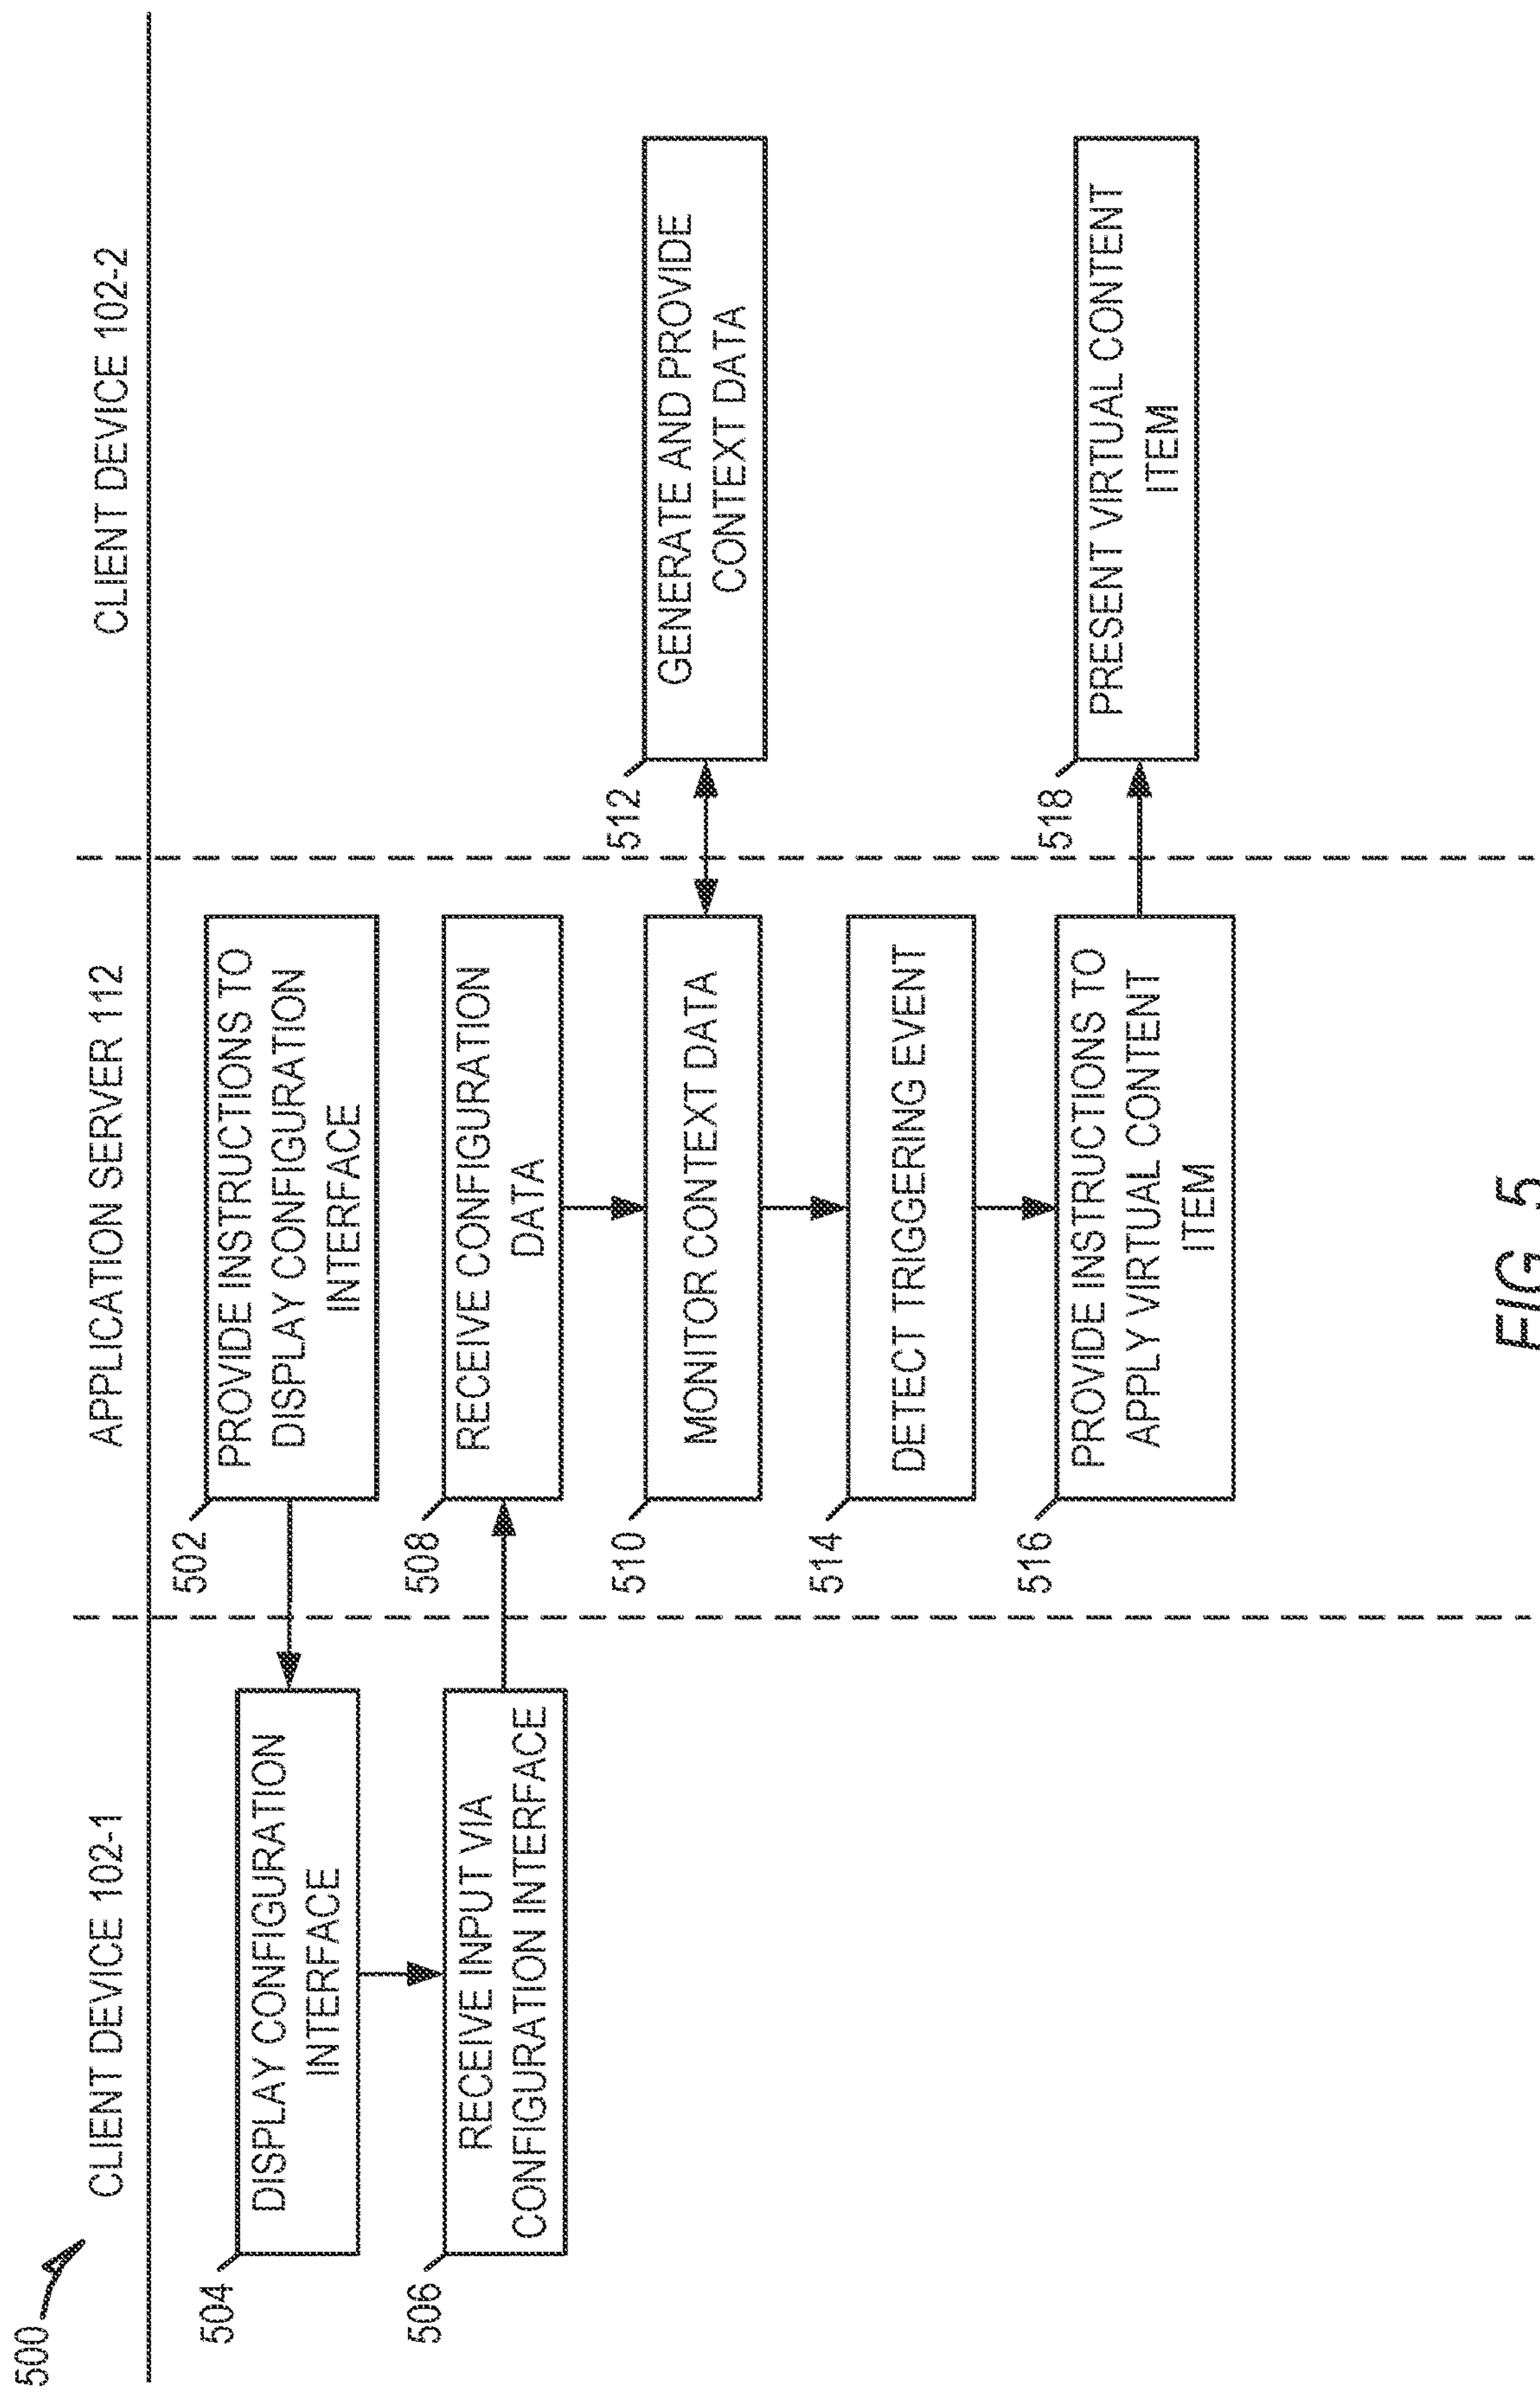 500
CLIENT DEVICE 102-1
APPLICATION SERVER 112
CLIENT DEVICE 102-2
502
PROVIDE INSTRUCTIONS TO
DISPLAY CONFIGURATION
INTERFACE
504
DISPLAY CONFIGURATION
INTERFACE
506
RECEIVE INPUT VIA
CONFIGURATION INTERFACE
508
RECEIVE CONFIGURATION
DATA
510
MONITOR CONTEXT DATA
512
GENERATE AND PROVIDE
CONTEXT DATA
514
DETECT TRIGGERING EVENT
516
PROVIDE INSTRUCTIONS TO
APPLY VIRTUAL CONTENT
ITEM
518
PRESENT VIRTUAL CONTENT
ITEM
FIG. 5